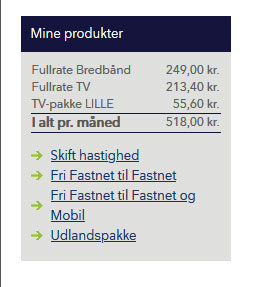 Mine produkter
Fullrate Bredbånd 249,00 kr.
Fullrate TV 213,40 kr.
TV-pakke LILLE 55,60 kr.
I alt pr. måned 518,00 kr.
Skift hastighed
Fri Fastnet til Fastnet
Fri Fastnet til Fastnet og
Mobil
Udlandspakke